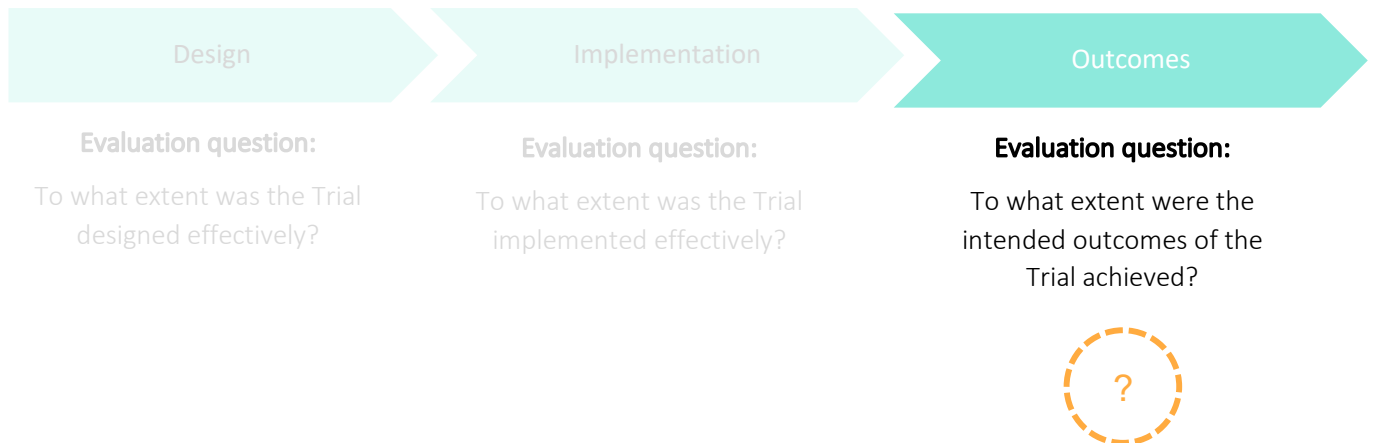 Design
Implementation
Outcomes
Evaluation question:
To what extent was the Trial
designed effectively?
Evaluation question:
To what extent was the Trial
implemented effectively?
Evaluation question:
To what extent were the
intended outcomes of the
Trial achieved?
?